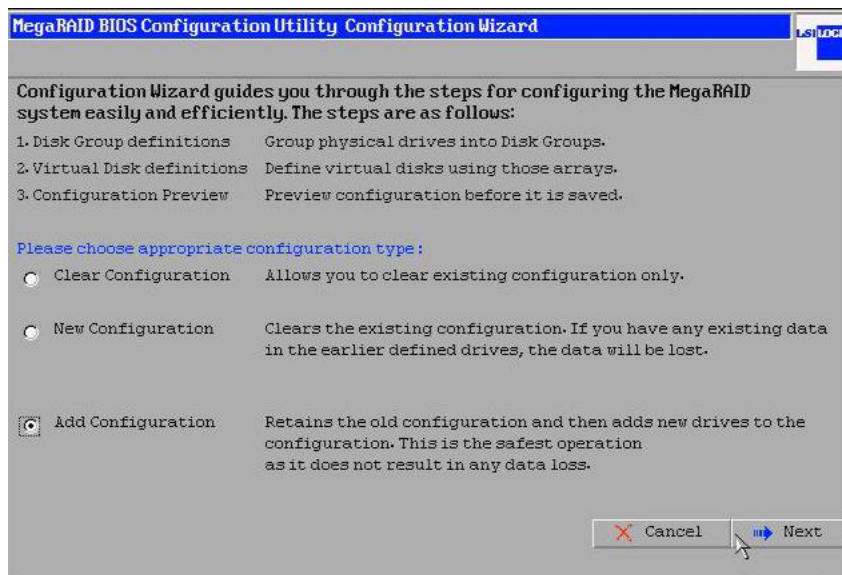 MegaRAID BIOS Configuration Utility Configuration Wizard
LSI LOGI
Configuration Wizard guides you through the steps for configuring the MegaRAID
system easily and efficiently. The steps are as follows:
1. Disk Group definitions Group physical drives into Disk Groups.
2. Virtual Disk definitions Define virtual disks using those arrays.
3. Configuration Preview Preview configuration before it is saved.
Please choose appropriate configuration type:
Clear Configuration Allows you to clear existing configuration only.
New Configuration Clears the existing configuration. If you have any existing data
in the earlier defined drives, the data will be lost.
Add Configuration Retains the old configuration and then adds new drives to the
configuration. This is the safest operation
as it does not result in any data loss.
Cancel Next